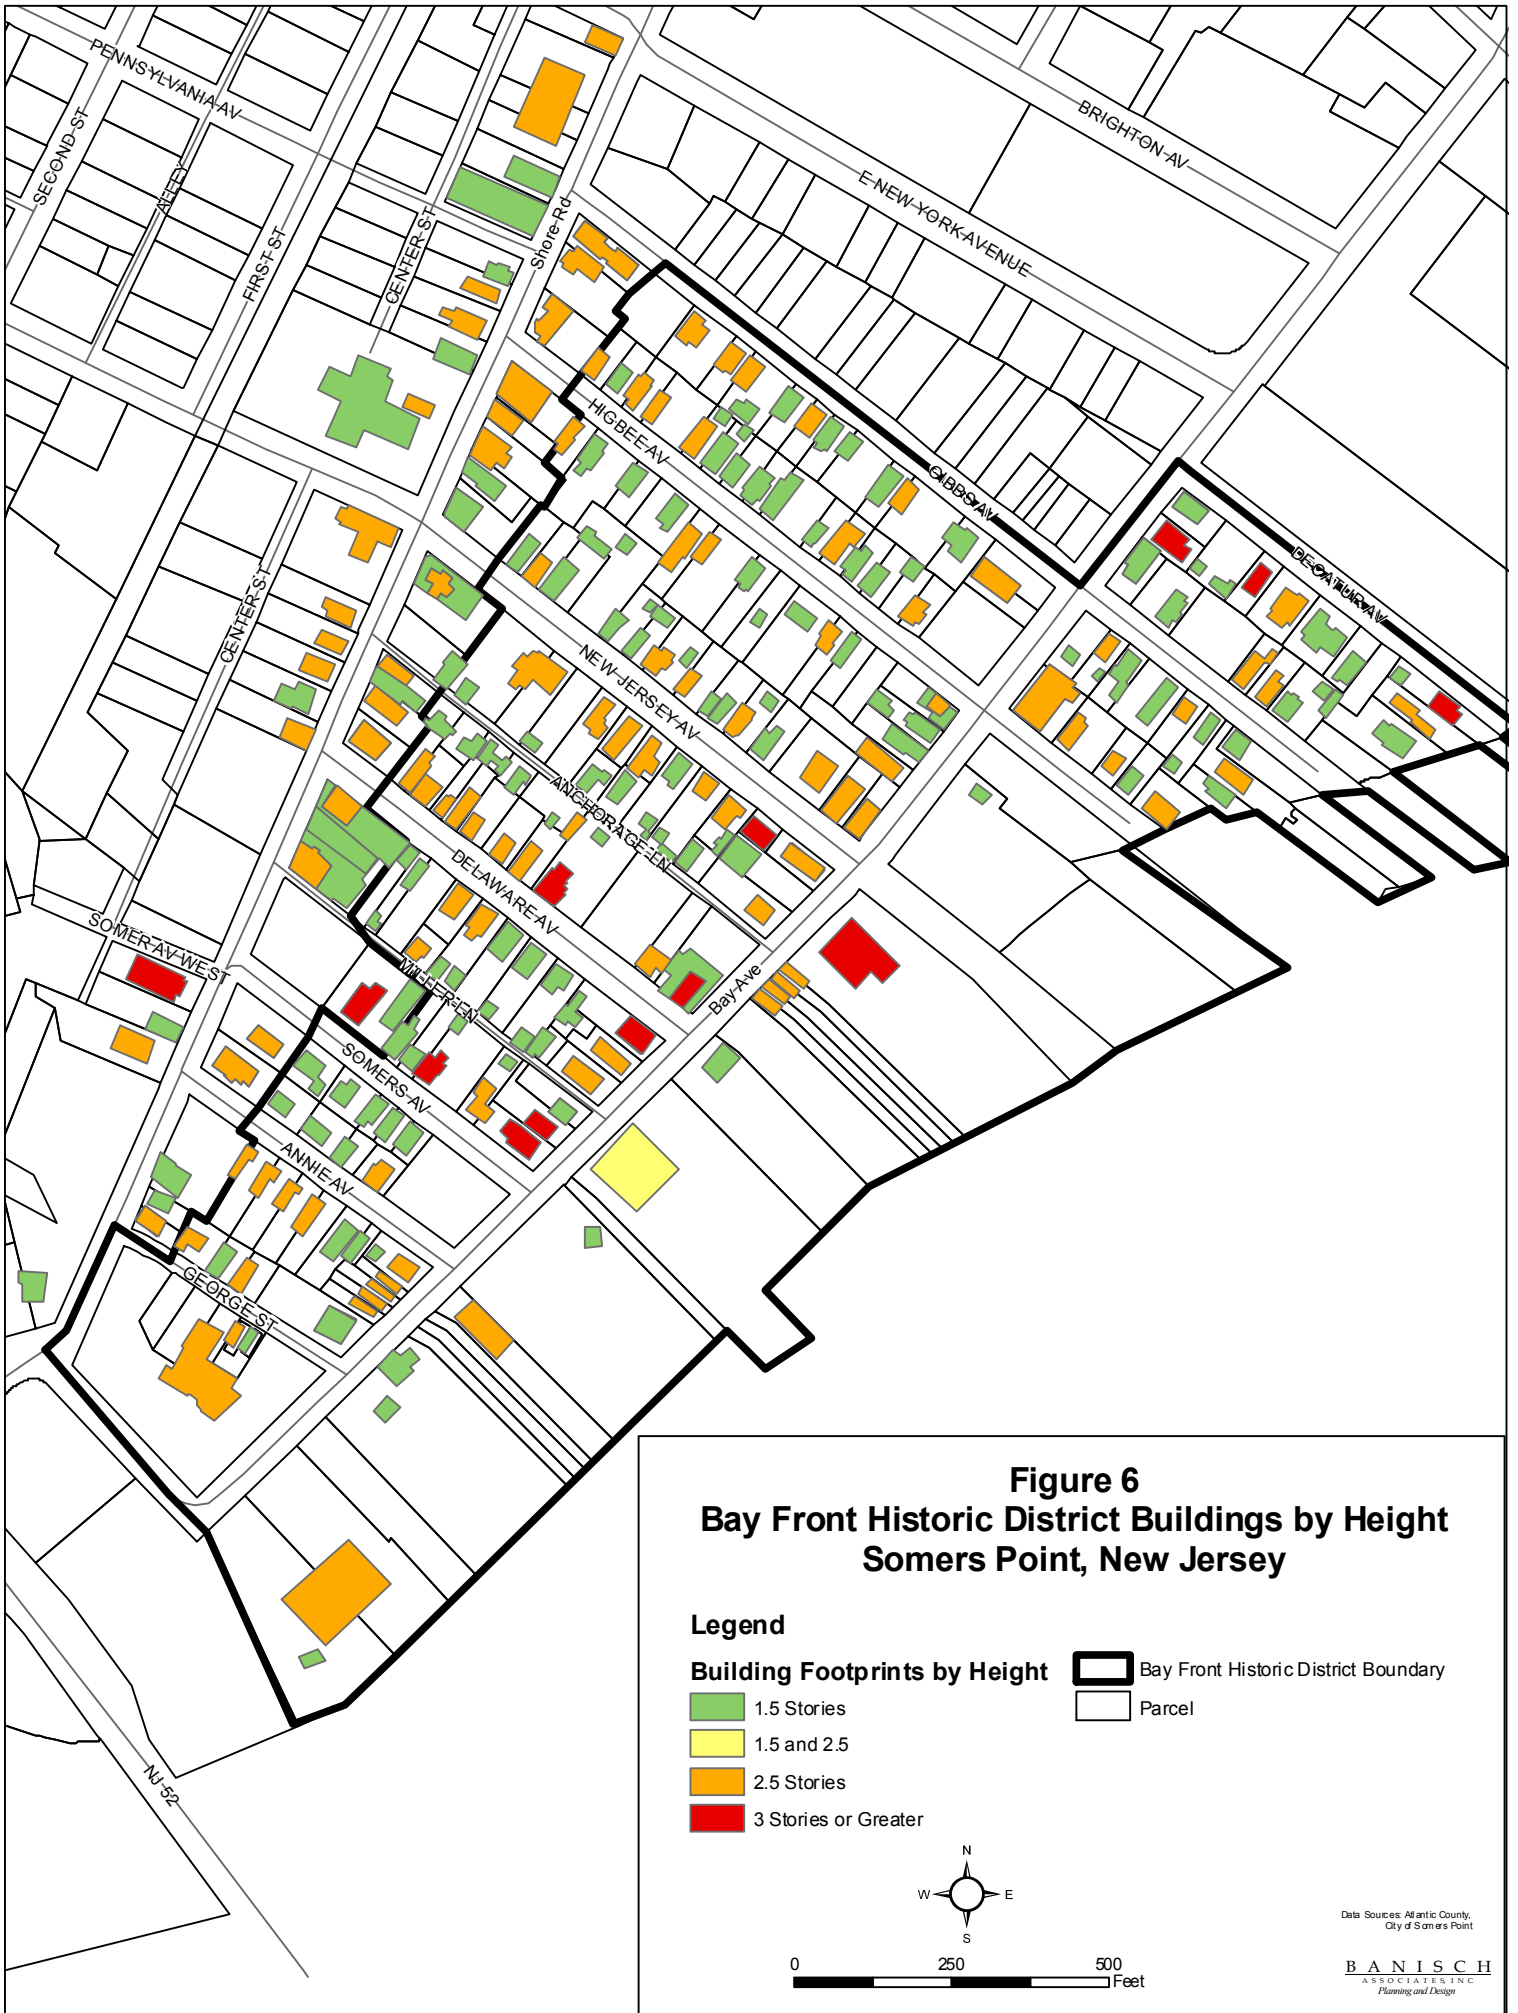 PENNSYLVANIA AV
SECOND ST
ALLEY
FIRST ST
CENTER ST
Shore Rd
BRIGHTON AV
E NEW YORK AVENUE
HIGBEE AV
GIBBS AV
DECATUR AV
CENTER ST
NEW JERSEY AV
ANCHORAGE LN
DELAWARE AV
SOMER AV WEST
MILLER LN
Bay Ave
SOMERS AV
ANNIE AV
GEORGE ST
NJ 52
Figure 6
Bay Front Historic District Buildings by Height
Somers Point, New Jersey
Legend
Building Footprints by Height
1.5 Stories
1.5 and 2.5
2.5 Stories
3 Stories or Greater
Bay Front Historic District Boundary
Parcel
N
W E
S
0 250 500
Feet
Data Sources: Atlantic County,
City of Somers Point
BANISCH
ASSOCIATES, INC.
Planning and Design